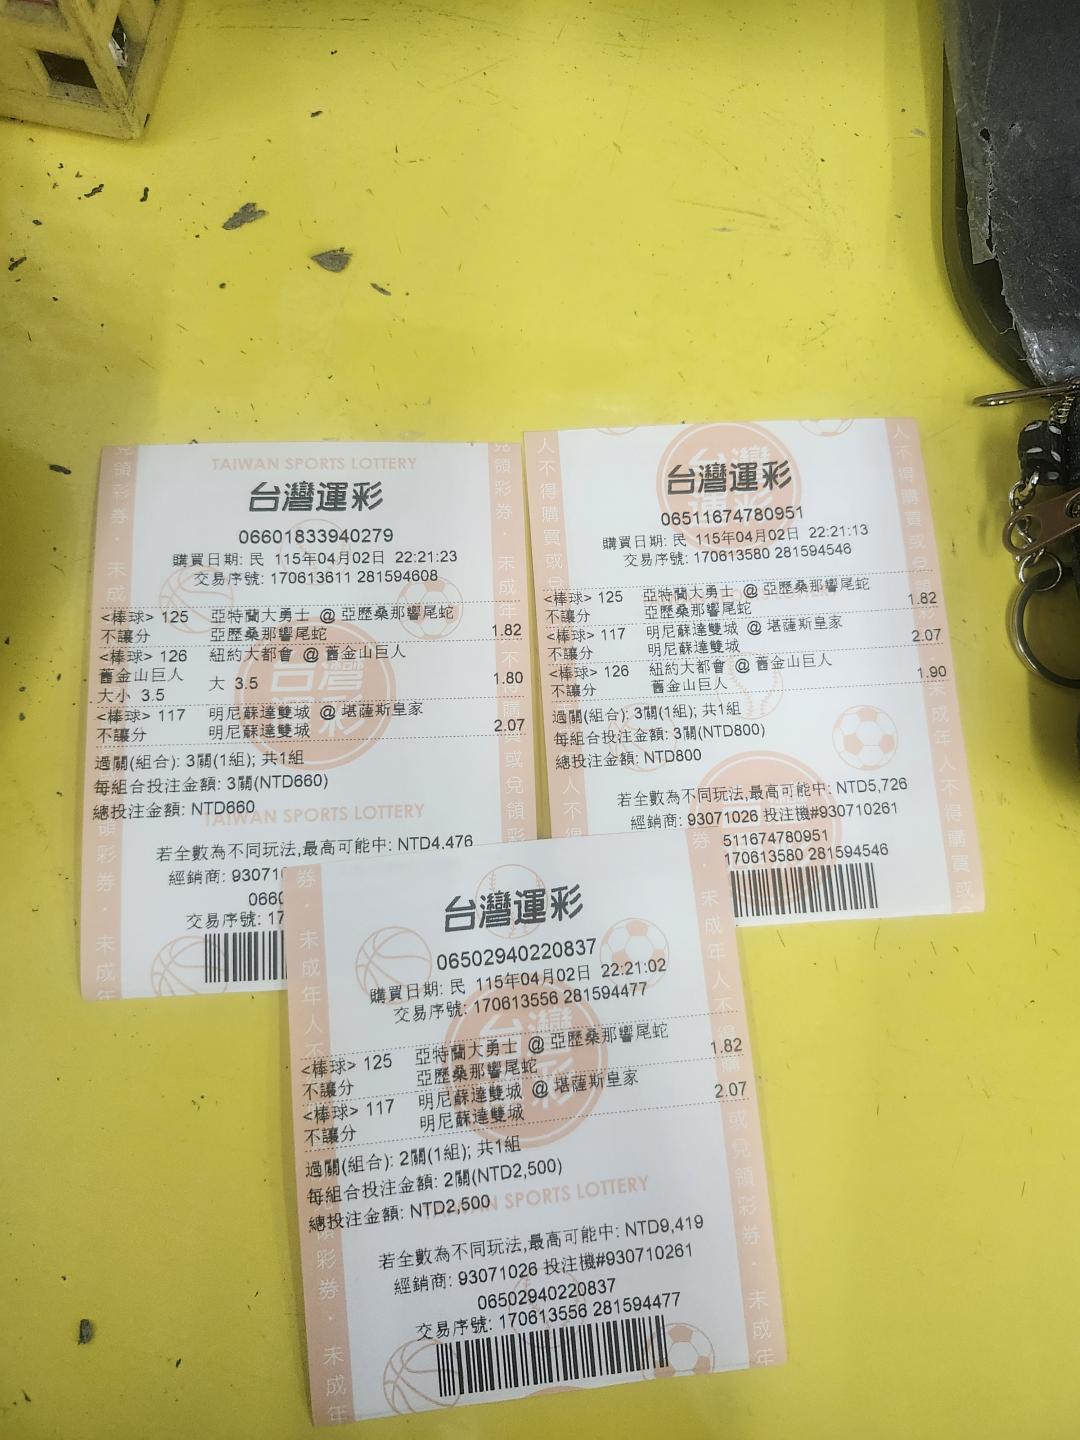 TAIWAN SPORTS LOTTERY
台灣運彩
06601833940279
購買日期: 民 115年04月02日 22:21:23
交易序號: 170613611 281594608
<棒球> 125 亞特蘭大勇士 @ 亞歷桑那響尾蛇
不讓分 亞歷桑那響尾蛇 1.82
<棒球> 126 紐約大都會 @ 舊金山巨人
舊金山巨人
大小 3.5 大 3.5 1.80
<棒球> 117 明尼蘇達雙城 @ 堪薩斯皇家
不讓分 明尼蘇達雙城 2.07
過關(組合): 3關(1組); 共1組
每組合投注金額: 3關(NTD660)
總投注金額: NTD660
TAIWAN SPORTS LOTTERY
若全數為不同玩法,最高可能中: NTD4,476
經銷商: 93071
066
交易序號: 17
台灣運彩
06511674780951
購買日期: 民 115年04月02日 22:21:13
交易序號: 170613580 281594546
<棒球> 125 亞特蘭大勇士 @ 亞歷桑那響尾蛇
不讓分 亞歷桑那響尾蛇 1.82
<棒球> 117 明尼蘇達雙城 @ 堪薩斯皇家
不讓分 明尼蘇達雙城 2.07
<棒球> 126 紐約大都會 @ 舊金山巨人
不讓分 舊金山巨人 1.90
過關(組合): 3關(1組); 共1組
每組合投注金額: 3關(NTD800)
總投注金額: NTD800
若全數為不同玩法,最高可能中: NTD5,726
經銷商: 93071026 投注機#930710261
511674780951
170613580 281594546
台灣運彩
06502940220837
購買日期: 民 115年04月02日 22:21:02
交易序號: 170613556 281594477
<棒球> 125 亞特蘭大勇士 @ 亞歷桑那響尾蛇
不讓分 亞歷桑那響尾蛇 1.82
<棒球> 117 明尼蘇達雙城 @ 堪薩斯皇家
不讓分 明尼蘇達雙城 2.07
過關(組合): 2關(1組); 共1組
每組合投注金額: 2關(NTD2,500)
總投注金額: NTD2,500
SPORTS LOTTERY
若全數為不同玩法,最高可能中: NTD9,419
經銷商: 93071026 投注機#930710261
06502940220837
交易序號: 170613556 281594477